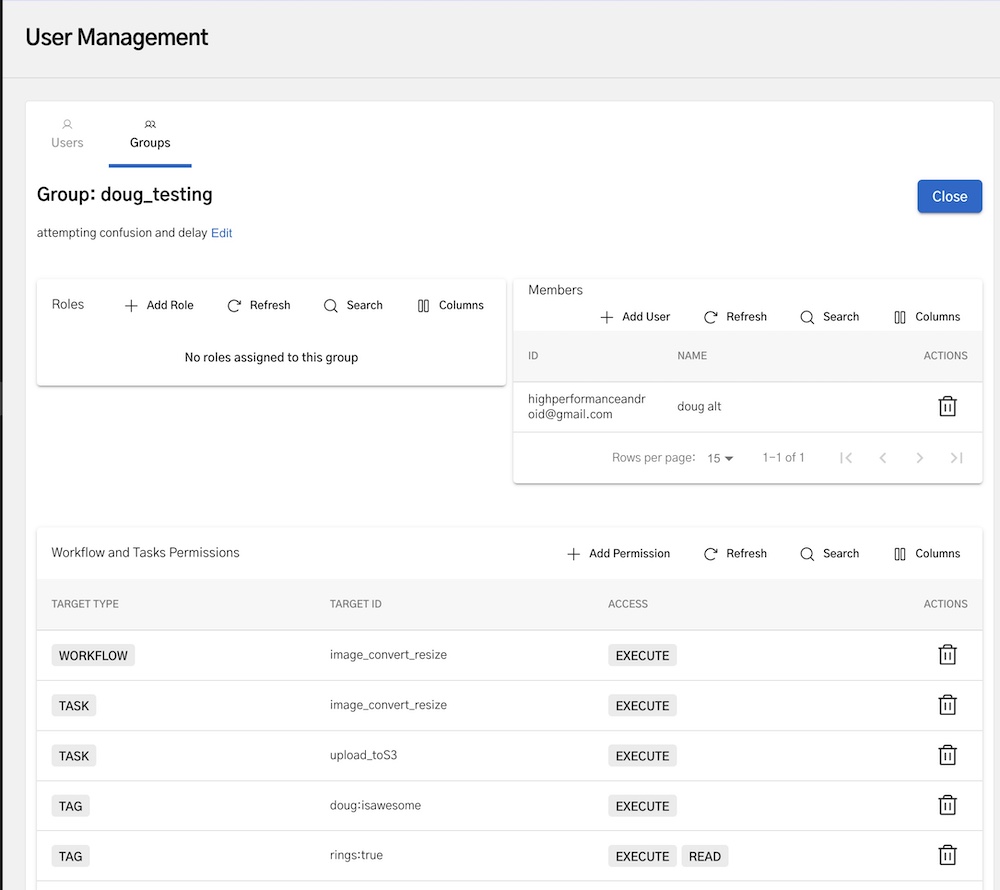 User Management
Users
Groups
Group: doug_testing
Close
attempting confusion and delay Edit
Roles
Add Role
Refresh
Search
Columns
No roles assigned to this group
Members
Add User
Refresh
Search
Columns
ID NAME ACTIONS
highperformanceandr
oid@gmail.com
doug alt
Rows per page: 15 1-1 of 1
Workflow and Tasks Permissions
Add Permission
Refresh
Search
Columns
TARGET TYPE TARGET ID ACCESS ACTIONS
WORKFLOW image_convert_resize EXECUTE
TASK image_convert_resize EXECUTE
TASK upload_toS3 EXECUTE
TAG doug:isawesome EXECUTE
TAG rings:true EXECUTE READ